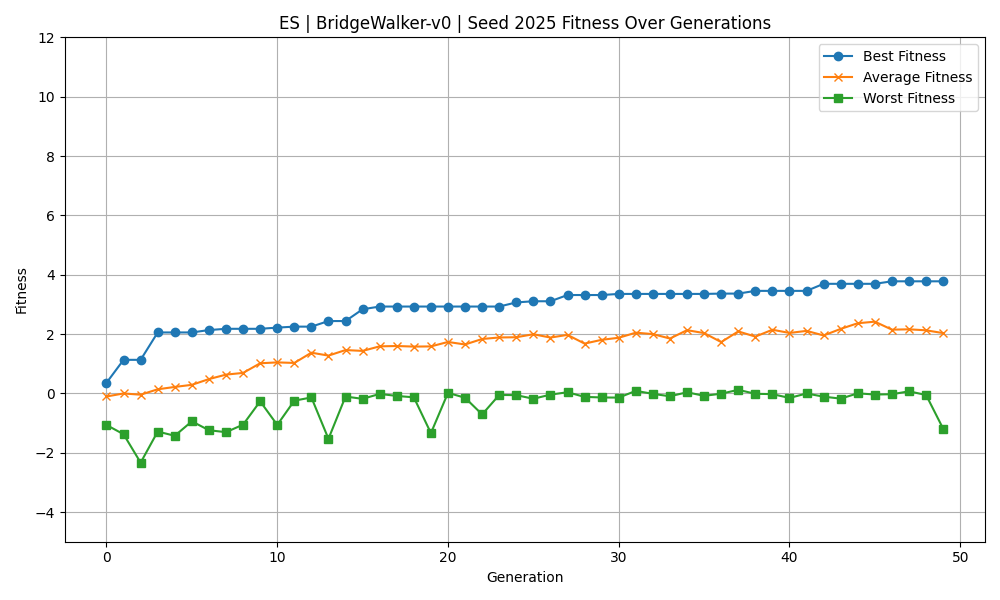 ES | BridgeWalker-v0 | Seed 2025 Fitness Over Generations
Best Fitness
Average Fitness
Worst Fitness
12
10
8
6
4
2
0
−2
−4
Fitness
0 10 20 30 40 50
Generation